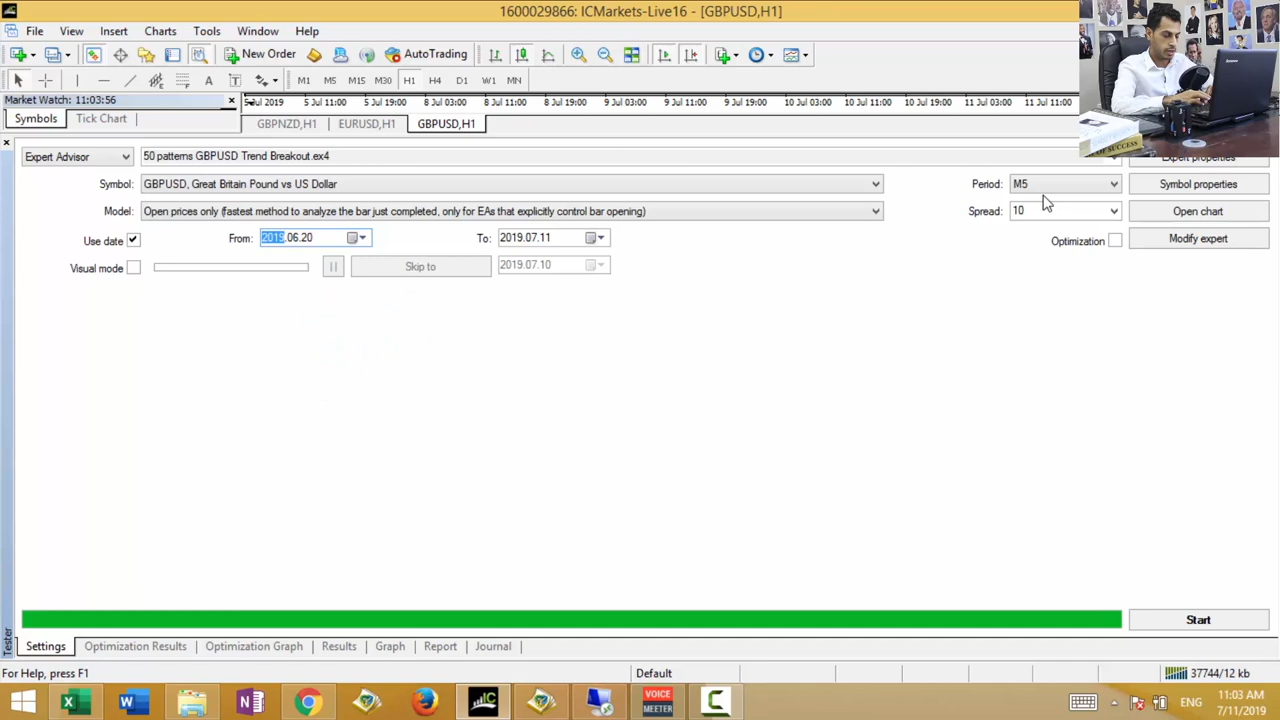 1600029866: ICMarkets-Live16 - [GBPUSD,H1]
File View Insert Charts Tools Window Help
New Order AutoTrading
A T M1 M5 M15 M30 H1 H4 D1 W1 MN
Market Watch: 11:03:56
Symbols Tick Chart
5 Jul 2019 5 Jul 11:00 5 Jul 19:00 8 Jul 03:00 8 Jul 11:00 8 Jul 19:00 9 Jul 03:00 9 Jul 11:00 9 Jul 19:00 10 Jul 03:00 10 Jul 11:00 10 Jul 19:00 11 Jul 03:00 11 Jul 11:00
GBPNZD,H1 EURUSD,H1 GBPUSD,H1
Expert Advisor 50 patterns GBPUSD Trend Breakout.ex4 Expert properties
Symbol: GBPUSD, Great Britain Pound vs US Dollar Period: M5 Symbol properties
Model: Open prices only (fastest method to analyze the bar just completed, only for EAs that explicitly control bar opening) Spread: 10 Open chart
Use date From: 2019.06.20 To: 2019.07.11 Optimization Modify expert
Visual mode Skip to 2019.07.10
Start
Tester
Settings Optimization Results Optimization Graph Results Graph Report Journal
For Help, press F1 Default 37744/12 kb
VOICE
MEETER
ENG
11:03 AM
7/11/2019
OF SUCCESS